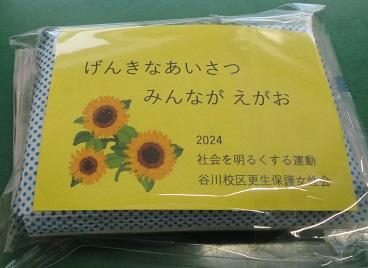 げんきなあいさつ
みんなが えがお
2024
社会を明るくする運動
谷川校区更生保護女性会